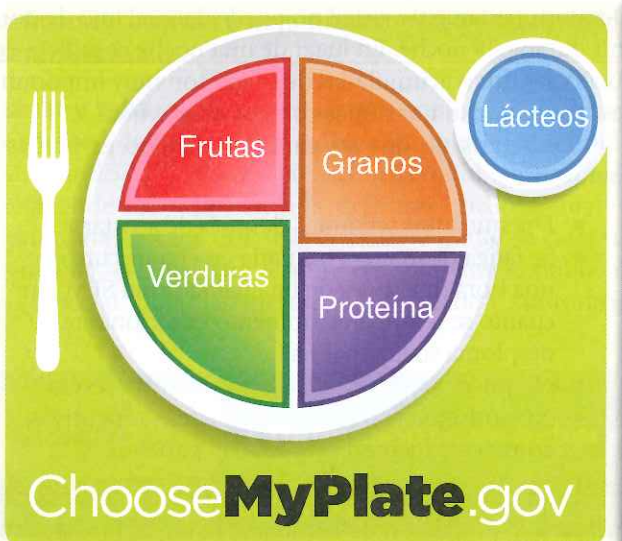 Lácteos
Frutas
Granos
Verduras
Proteína
ChooseMyPlate.gov